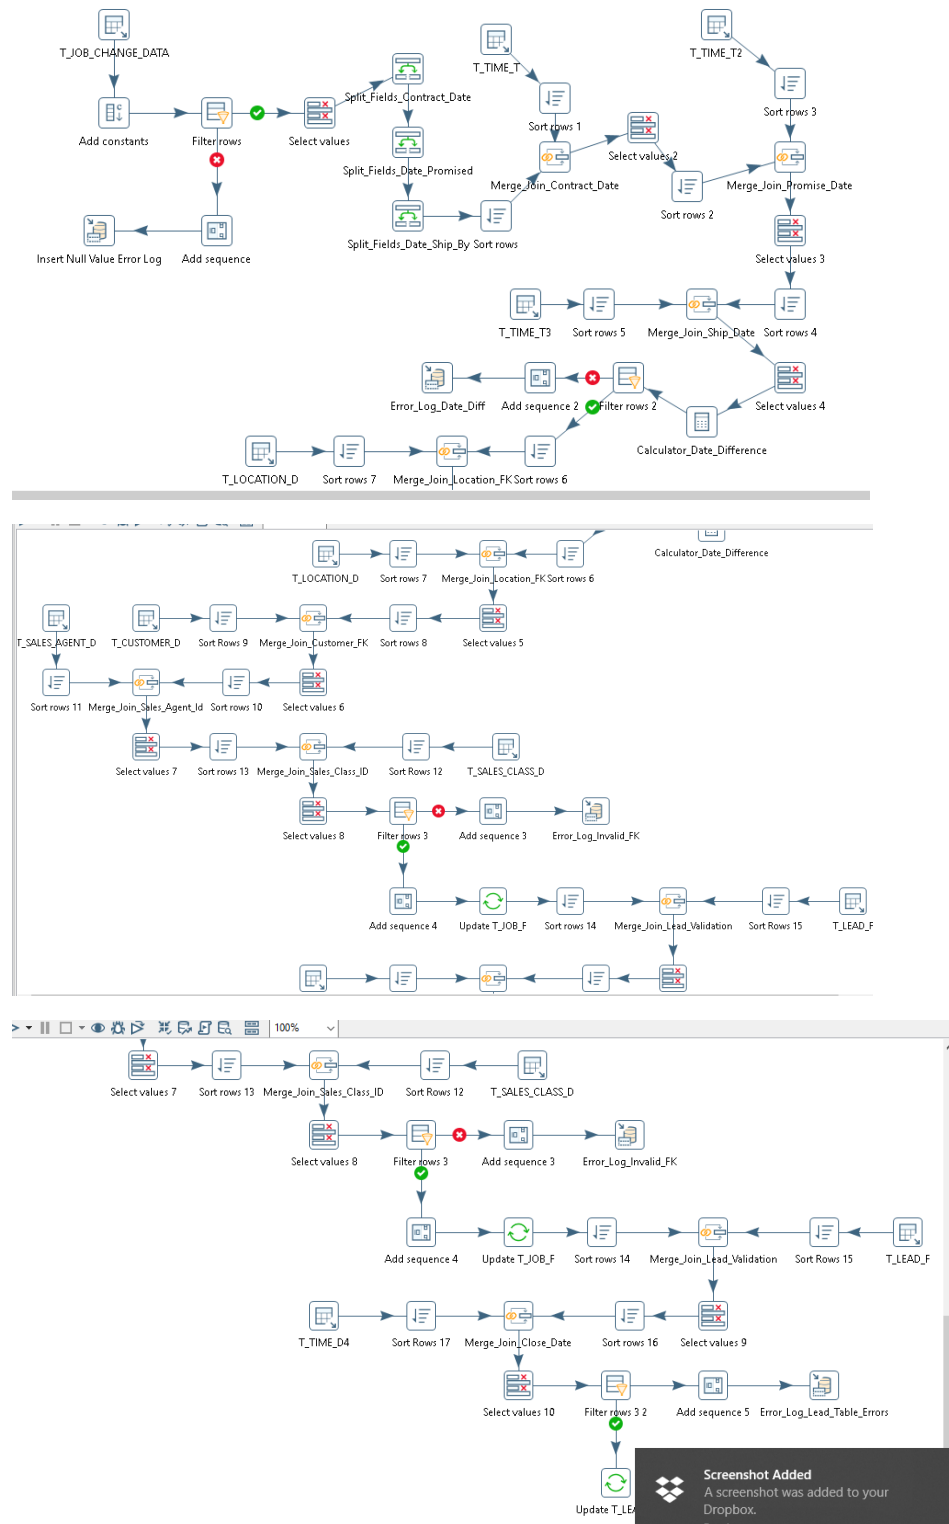 T_JOB_CHANGE_DATA
T_TIME_T
T_TIME_T2
Split_Fields_Contract_Date
Sort rows 1
Sort rows 3
Add constants
Filter rows
Select values
Select values 2
Split_Fields_Date_Promised
Merge_Join_Contract_Date
Merge_Join_Promise_Date
Sort rows 2
Insert Null Value Error Log
Add sequence
Split_Fields_Date_Ship_By
Sort rows
Select values 3
T_TIME_T3
Sort rows 5
Merge_Join_Ship_Date
Sort rows 4
Error_Log_Date_Diff
Add sequence 2
Filter rows 2
Select values 4
Calculator_Date_Difference
T_LOCATION_D
Sort rows 7
Merge_Join_Location_FK
Sort rows 6
Calculator_Date_Difference
T_LOCATION_D
Sort rows 7
Merge_Join_Location_FK
Sort rows 6
T_SALES_AGENT_D
T_CUSTOMER_D
Sort Rows 9
Merge_Join_Customer_FK
Sort rows 8
Select values 5
Sort rows 11
Merge_Join_Sales_Agent_Id
Sort rows 10
Select values 6
Select values 7
Sort rows 13
Merge_Join_Sales_Class_ID
Sort Rows 12
T_SALES_CLASS_D
Select values 8
Filter rows 3
Add sequence 3
Error_Log_Invalid_FK
Add sequence 4
Update T_JOB_F
Sort rows 14
Merge_Join_Lead_Validation
Sort Rows 15
T_LEAD_F
100%
Select values 7
Sort rows 13
Merge_Join_Sales_Class_ID
Sort Rows 12
T_SALES_CLASS_D
Select values 8
Filter rows 3
Add sequence 3
Error_Log_Invalid_FK
Add sequence 4
Update T_JOB_F
Sort rows 14
Merge_Join_Lead_Validation
Sort Rows 15
T_LEAD_F
T_TIME_D4
Sort Rows 17
Merge_Join_Close_Date
Sort rows 16
Select values 9
Select values 10
Filter rows 3 2
Add sequence 5
Error_Log_Lead_Table_Errors
Update T_LEA
Screenshot Added
A screenshot was added to your
Dropbox.